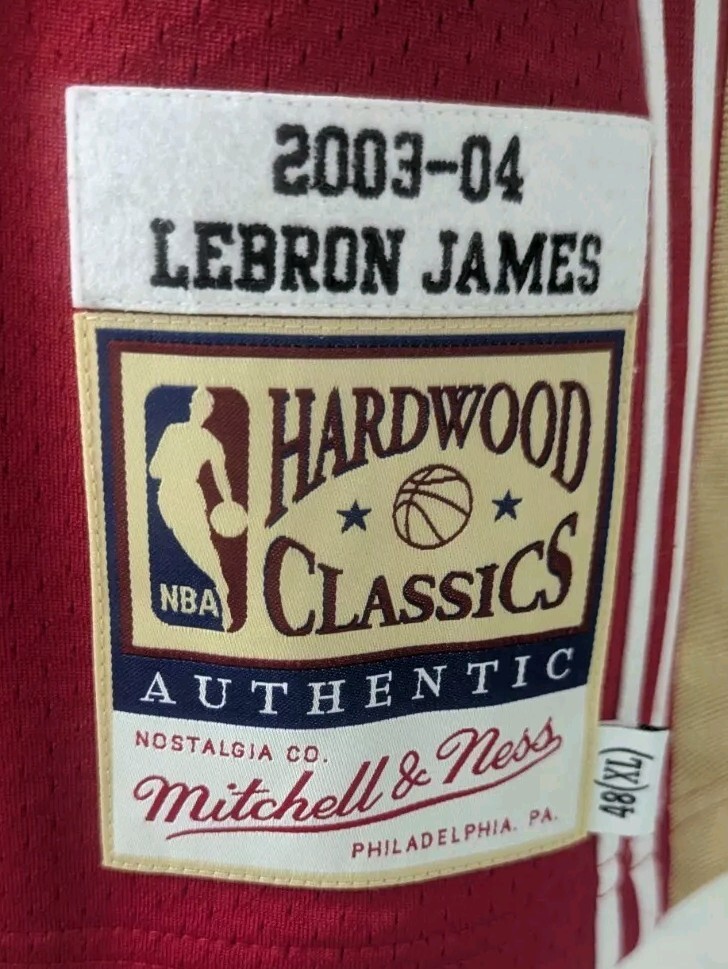 2003-04
LEBRON JAMES
HARDWOOD
CLASSICS
NBA
AUTHENTIC
NOSTALGIA CO.
Mitchell & Ness
PHILADELPHIA. PA.
48(XL)